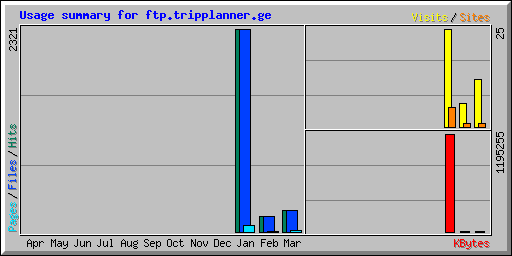 Usage summary for ftp.tripplanner.ge
Visits/Sites
2321
25
Pages/Files/Hits
1195255
Apr May Jun Jul Aug Sep Oct Nov Dec Jan Feb Mar
KBytes